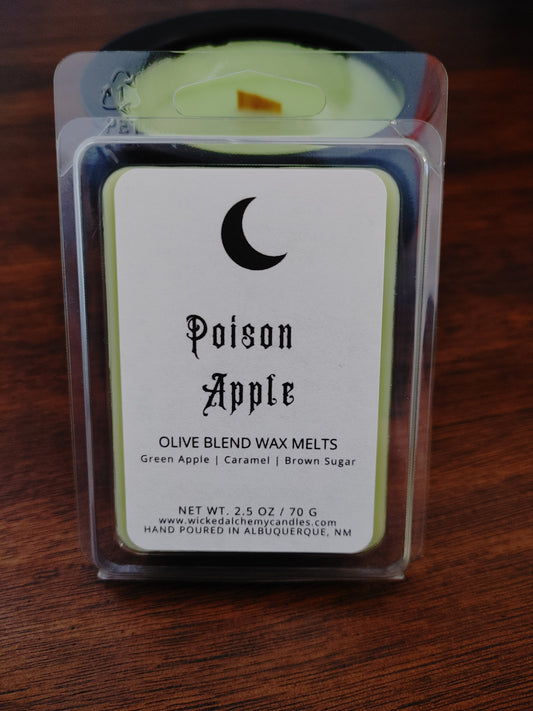 Poison
Apple
OLIVE BLEND WAX MELTS
Green Apple | Caramel | Brown Sugar
NET WT. 2.5 OZ / 70 G
www.wickedalchemycandles.com
HAND POURED IN ALBUQUERQUE, NM